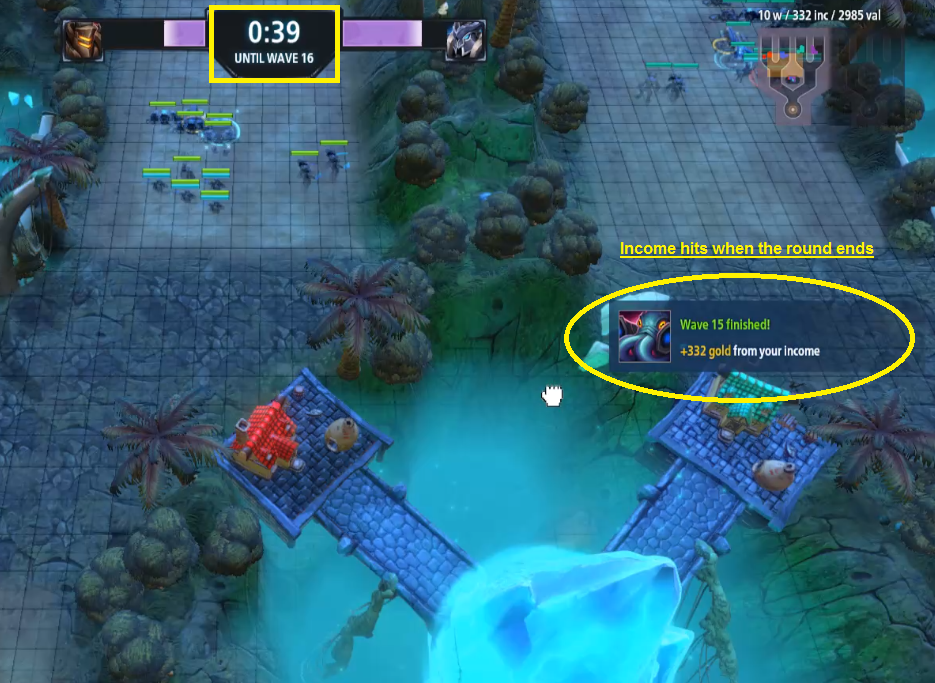 0:39
UNTIL WAVE 16
10 w / 332 inc / 2985 val
Income hits when the round ends
Wave 15 finished!
+332 gold from your income